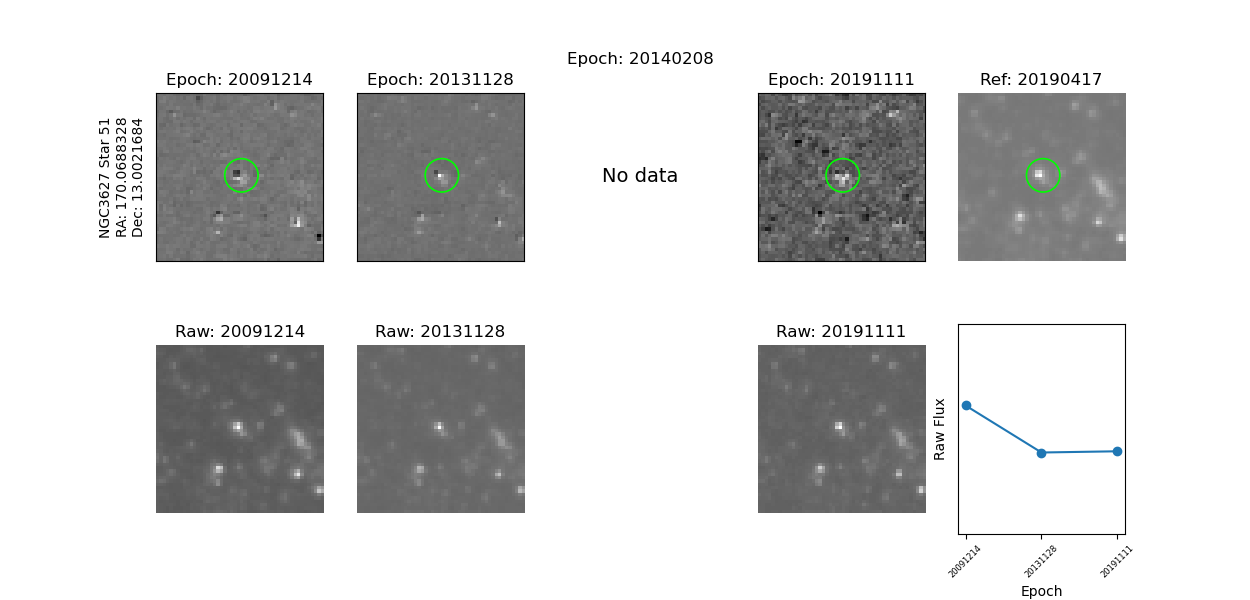 Epoch: 20140208
Epoch: 20091214
Epoch: 20131128
Epoch: 20191111
Ref: 20190417
NGC3627 Star 51
RA: 170.0688328
Dec: 13.0021684
No data
Raw: 20091214
Raw: 20131128
Raw: 20191111
Raw Flux
20091214
20131128
20191111
Epoch